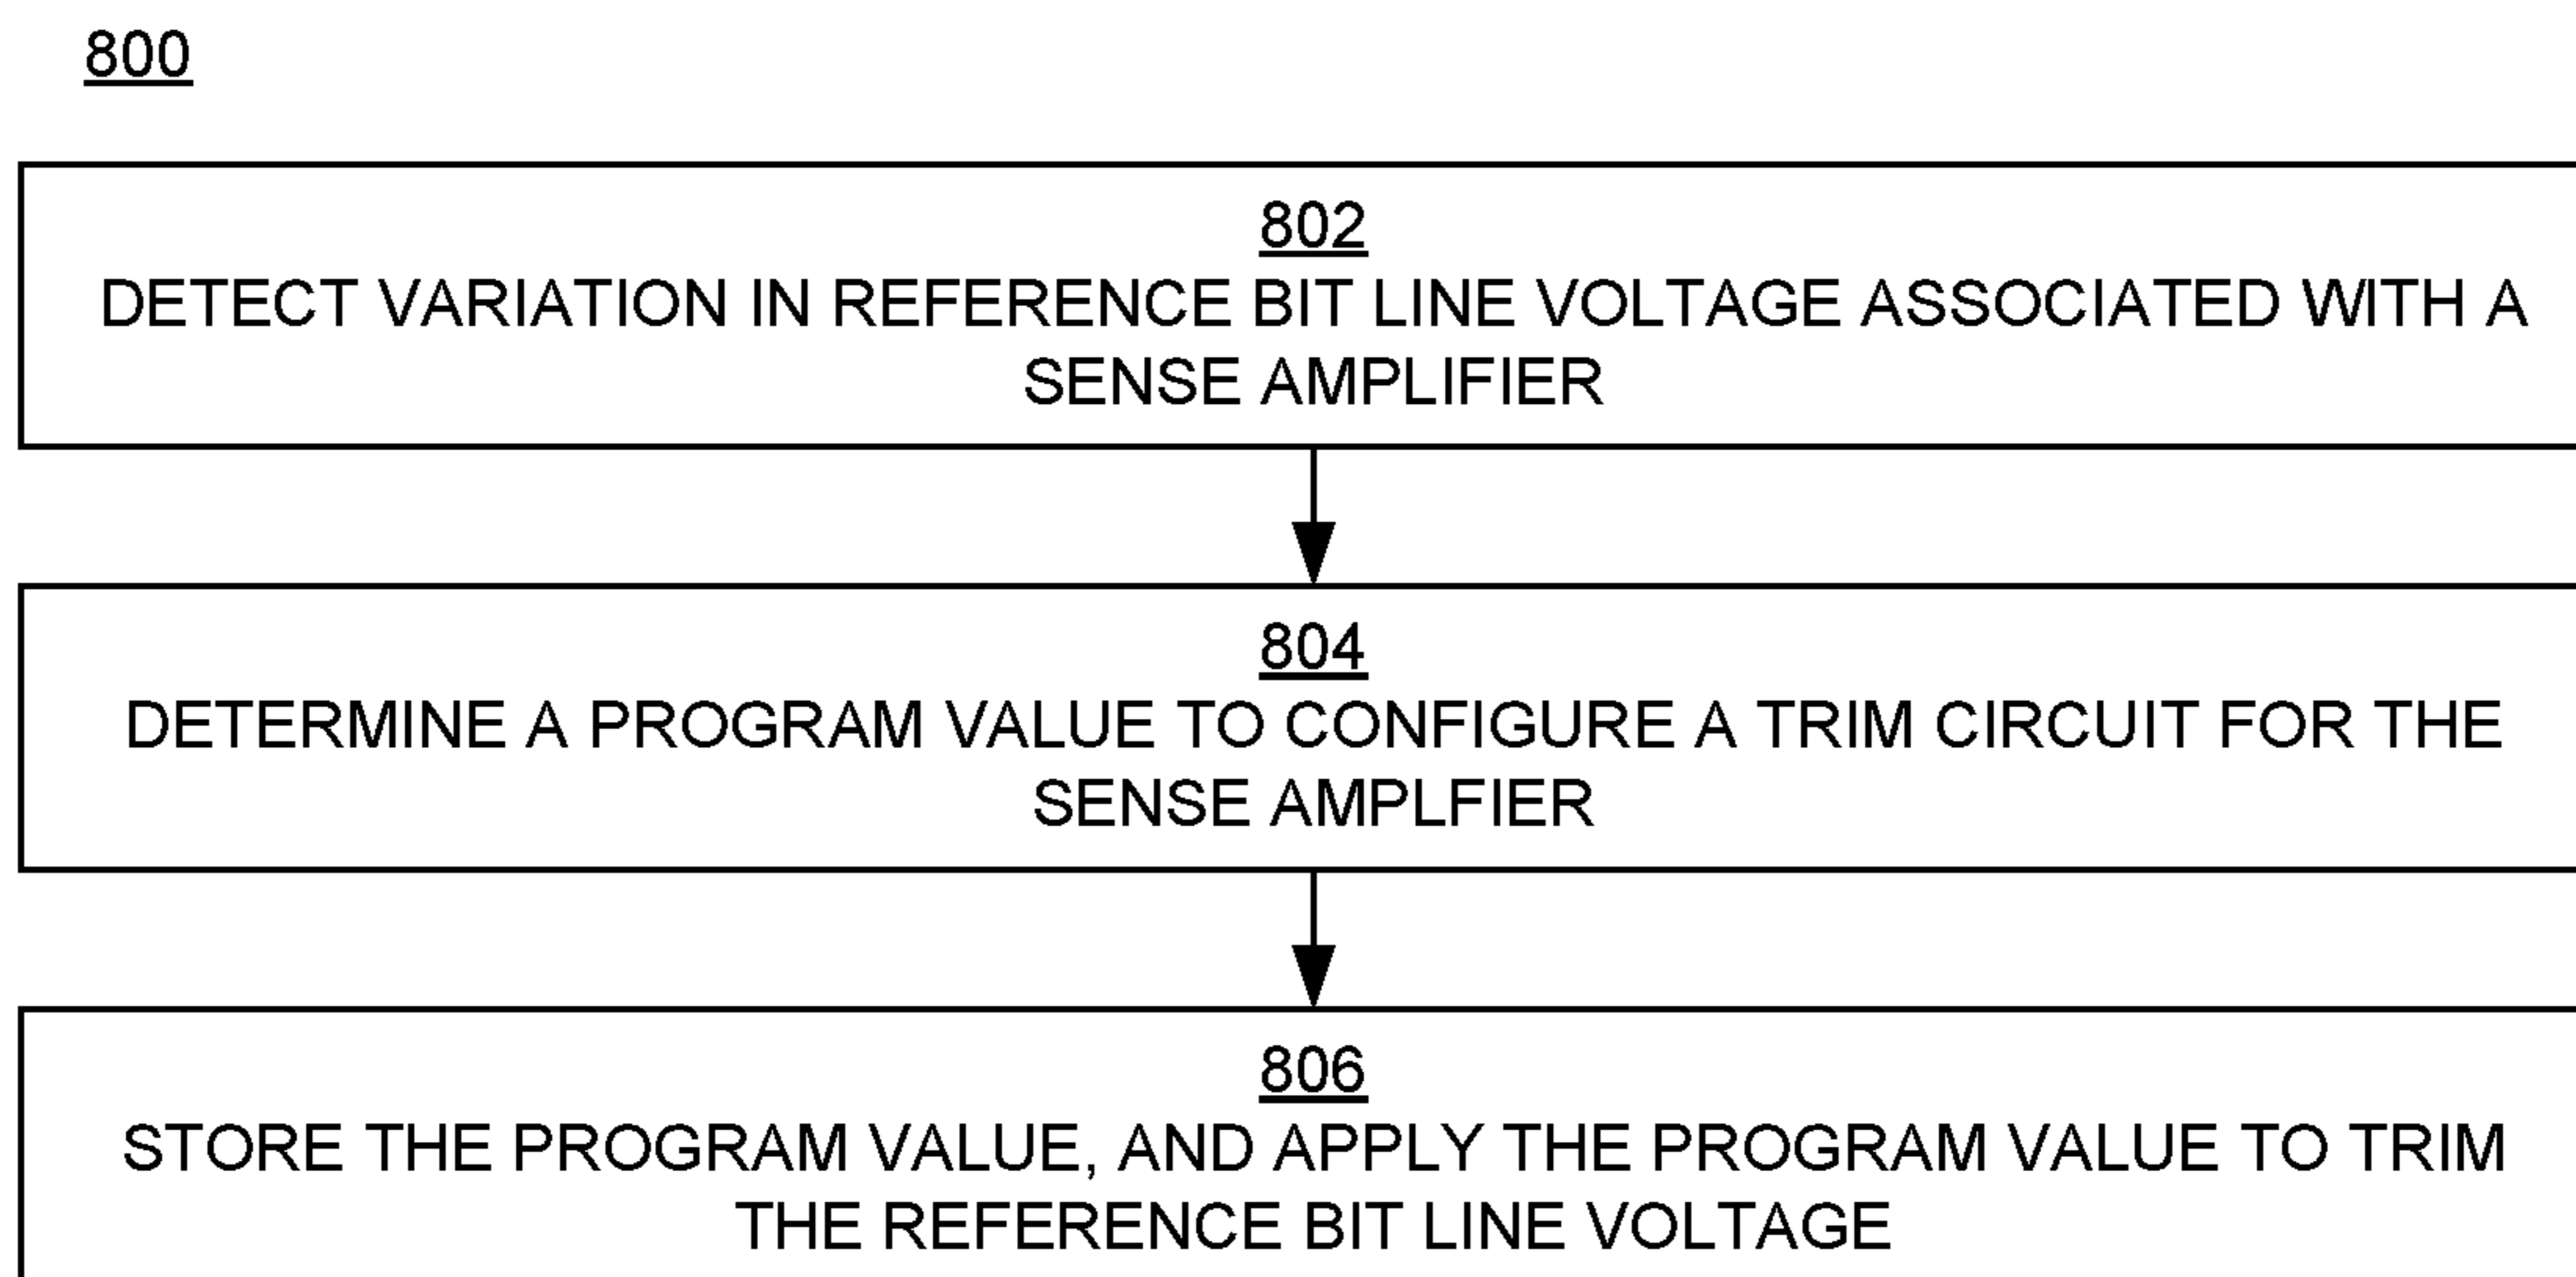 800
802
DETECT VARIATION IN REFERENCE BIT LINE VOLTAGE ASSOCIATED WITH A
SENSE AMPLIFIER
804
DETERMINE A PROGRAM VALUE TO CONFIGURE A TRIM CIRCUIT FOR THE
SENSE AMPLFIER
806
STORE THE PROGRAM VALUE, AND APPLY THE PROGRAM VALUE TO TRIM
THE REFERENCE BIT LINE VOLTAGE